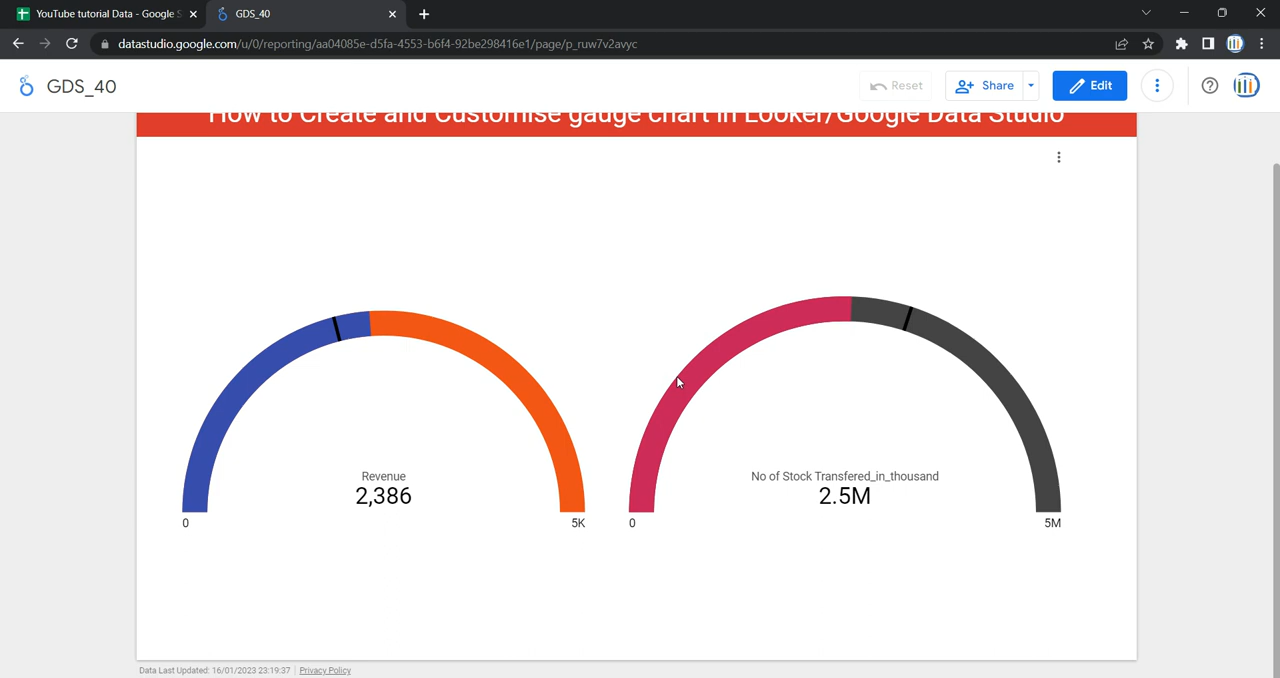 YouTube tutorial Data - Google S
GDS_40
datastudio.google.com/u/0/reporting/aa04085e-d5fa-4553-b6f4-92be298416e1/page/p_ruw7v2avyc
GDS_40
Reset
Share
Edit
How to Create and Customise gauge chart in Looker/Google Data Studio
Revenue
2,386
0
5K
No of Stock Transfered_in_thousand
2.5M
0
5M
Data Last Updated: 16/01/2023 23:19:37
Privacy Policy